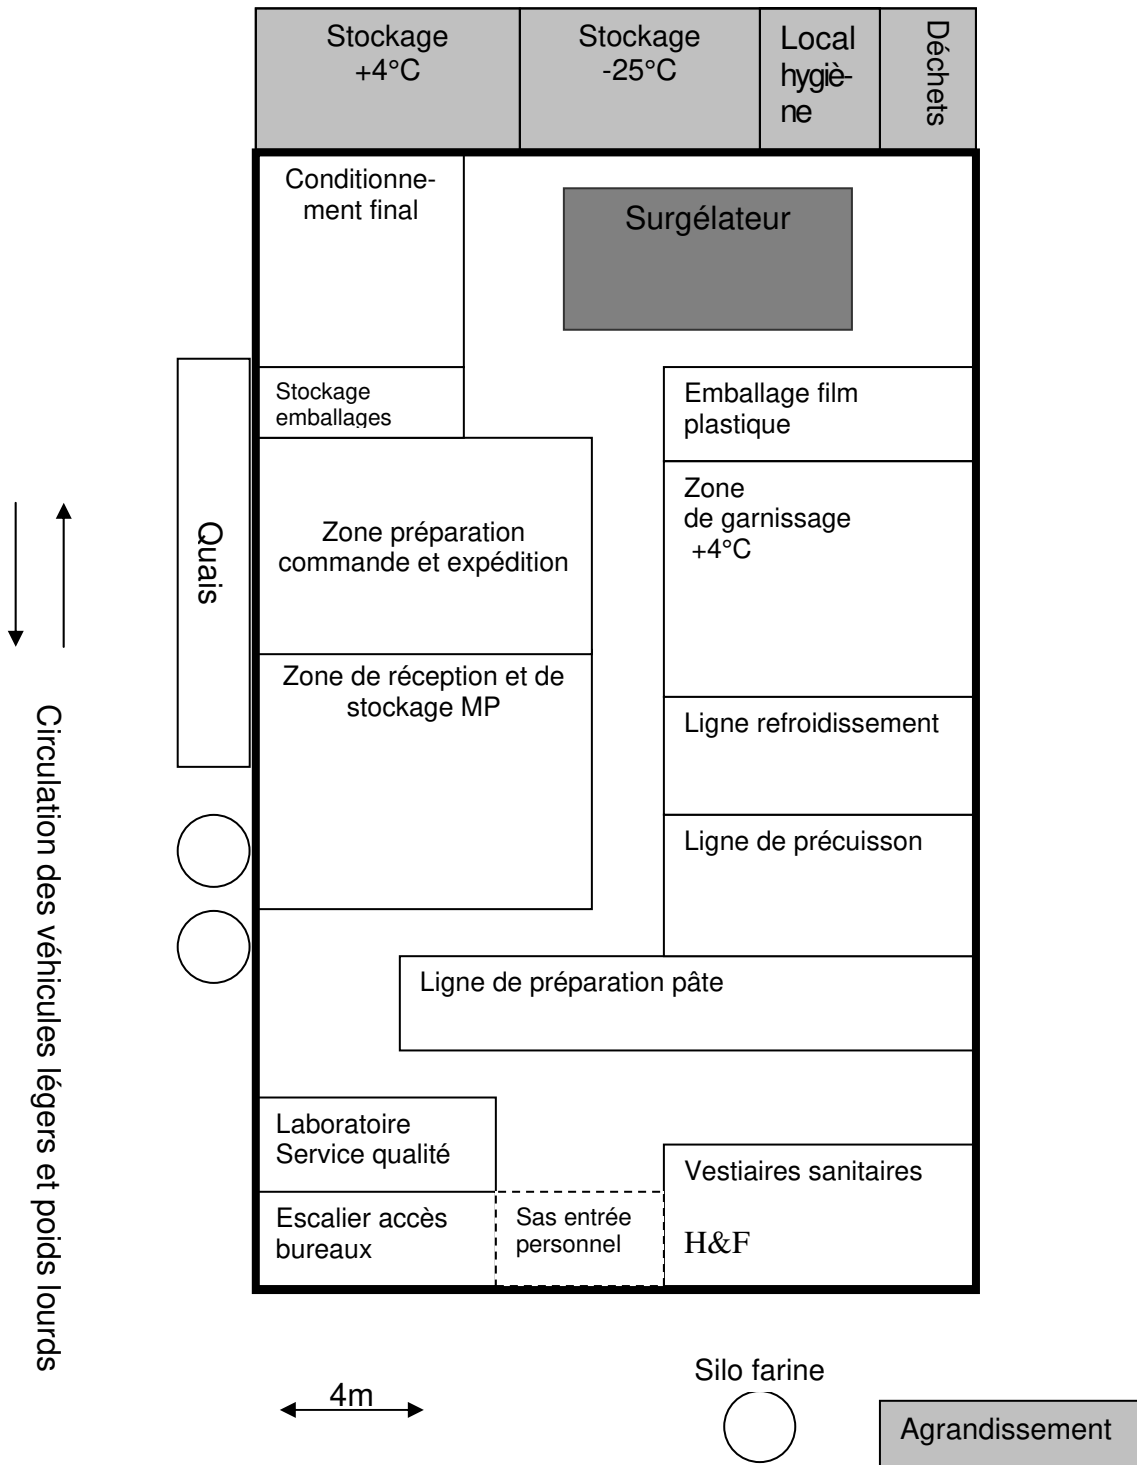 Stockage
+4°C
Stockage
-25°C
Local
hygiè-
ne
Déchets
Conditionne-
ment final
Surgélateur
Stockage
emballages
Emballage film
plastique
Zone préparation
commande et expédition
Zone
de garnissage
+4°C
Quais
Zone de réception et de
stockage MP
Ligne refroidissement
Ligne de précuisson
Circulation des véhicules légers et poids lourds
Ligne de préparation pâte
Laboratoire
Service qualité
Vestiaires sanitaires
H&F
Escalier accès
bureaux
Sas entrée
personnel
4m
Silo farine
Agrandissement